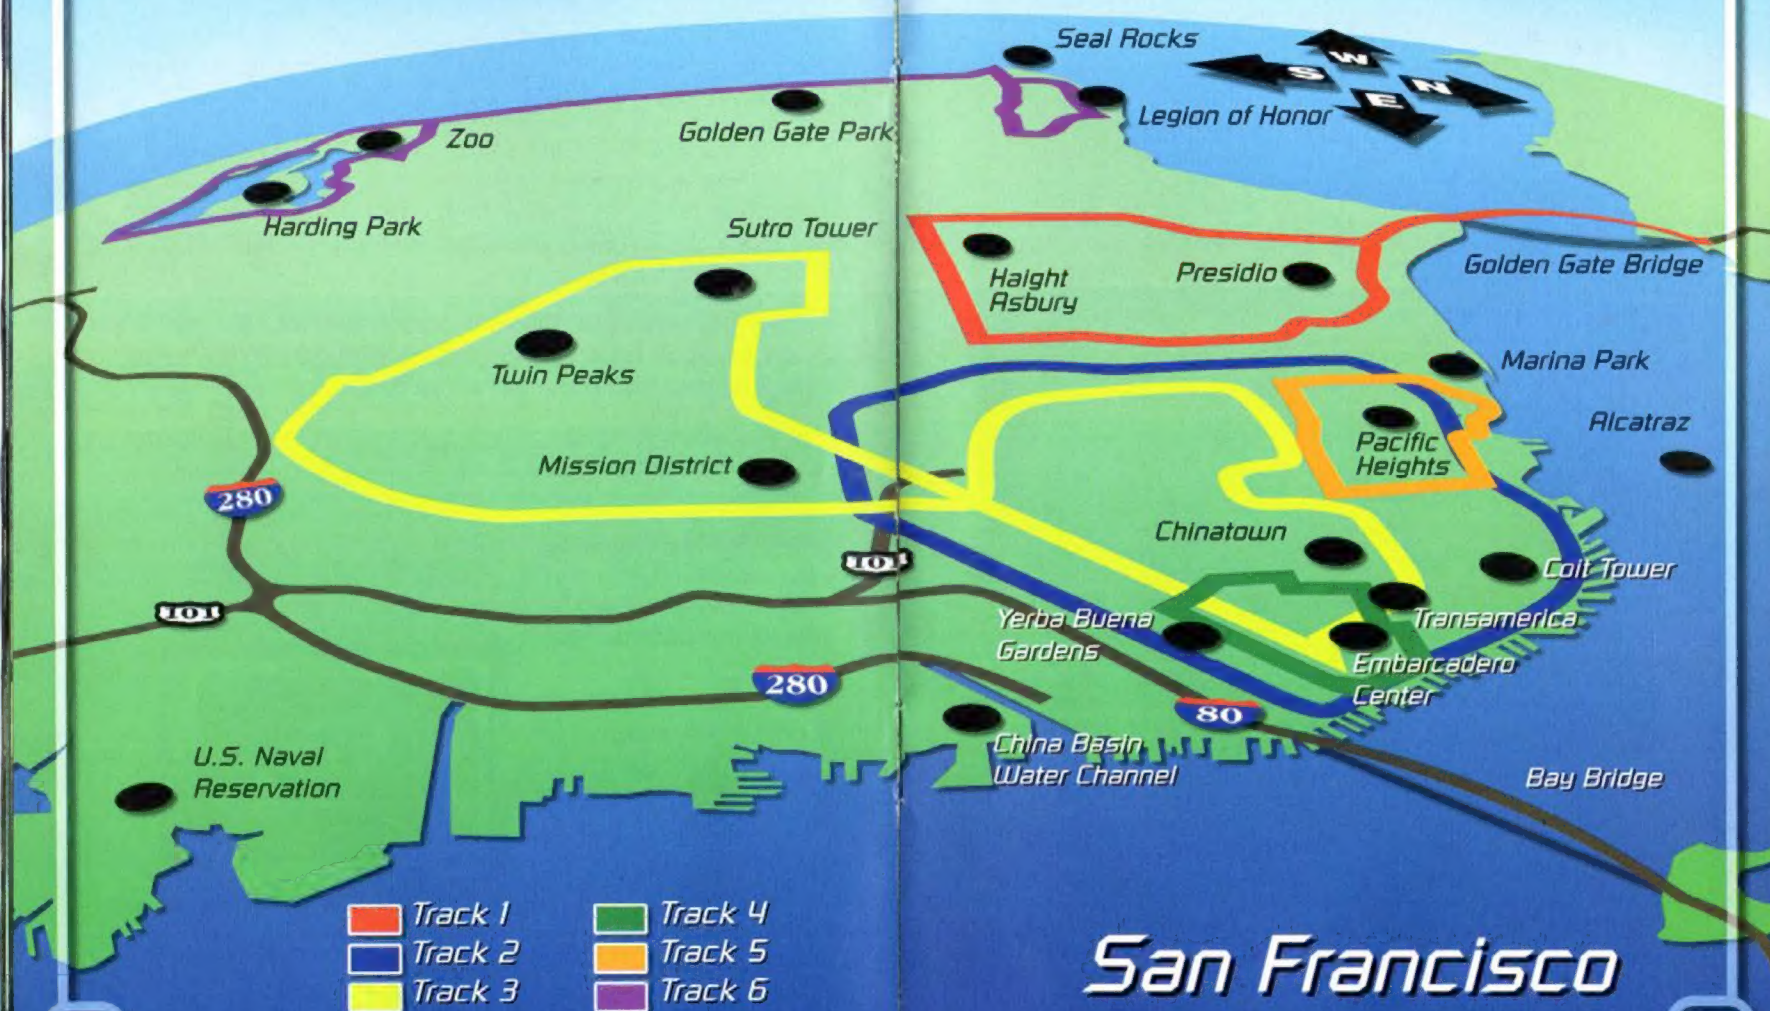 Seal Rocks
W
S
N
E
Zoo
Golden Gate Park
Legion of Honor
Harding Park
Sutro Tower
Haight
Asbury
Presidio
Golden Gate Bridge
Twin Peaks
Marina Park
Alcatraz
Pacific
Heights
Mission District
280
Chinatown
101
Coit Tower
101
Yerba Buena
Gardens
Transamerica
Embarcadero
Center
280
80
China Basin
Water Channel
U.S. Naval
Reservation
Bay Bridge
Track 1
Track 2
Track 3
Track 4
Track 5
Track 6
San Francisco